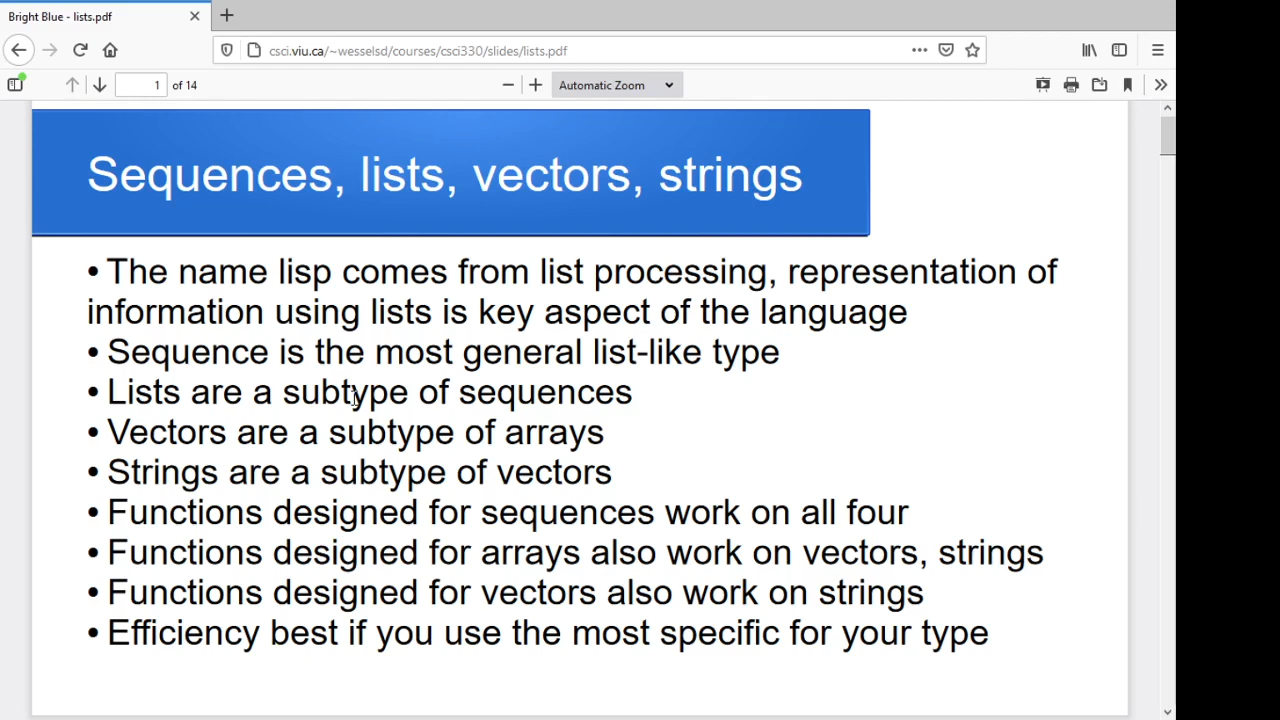 Bright Blue - lists.pdf
csci.viu.ca/~wesselsd/courses/csci330/slides/lists.pdf
1 of 14
Automatic Zoom
Sequences, lists, vectors, strings
• The name lisp comes from list processing, representation of
information using lists is key aspect of the language
• Sequence is the most general list-like type
• Lists are a subtype of sequences
• Vectors are a subtype of arrays
• Strings are a subtype of vectors
• Functions designed for sequences work on all four
• Functions designed for arrays also work on vectors, strings
• Functions designed for vectors also work on strings
• Efficiency best if you use the most specific for your type